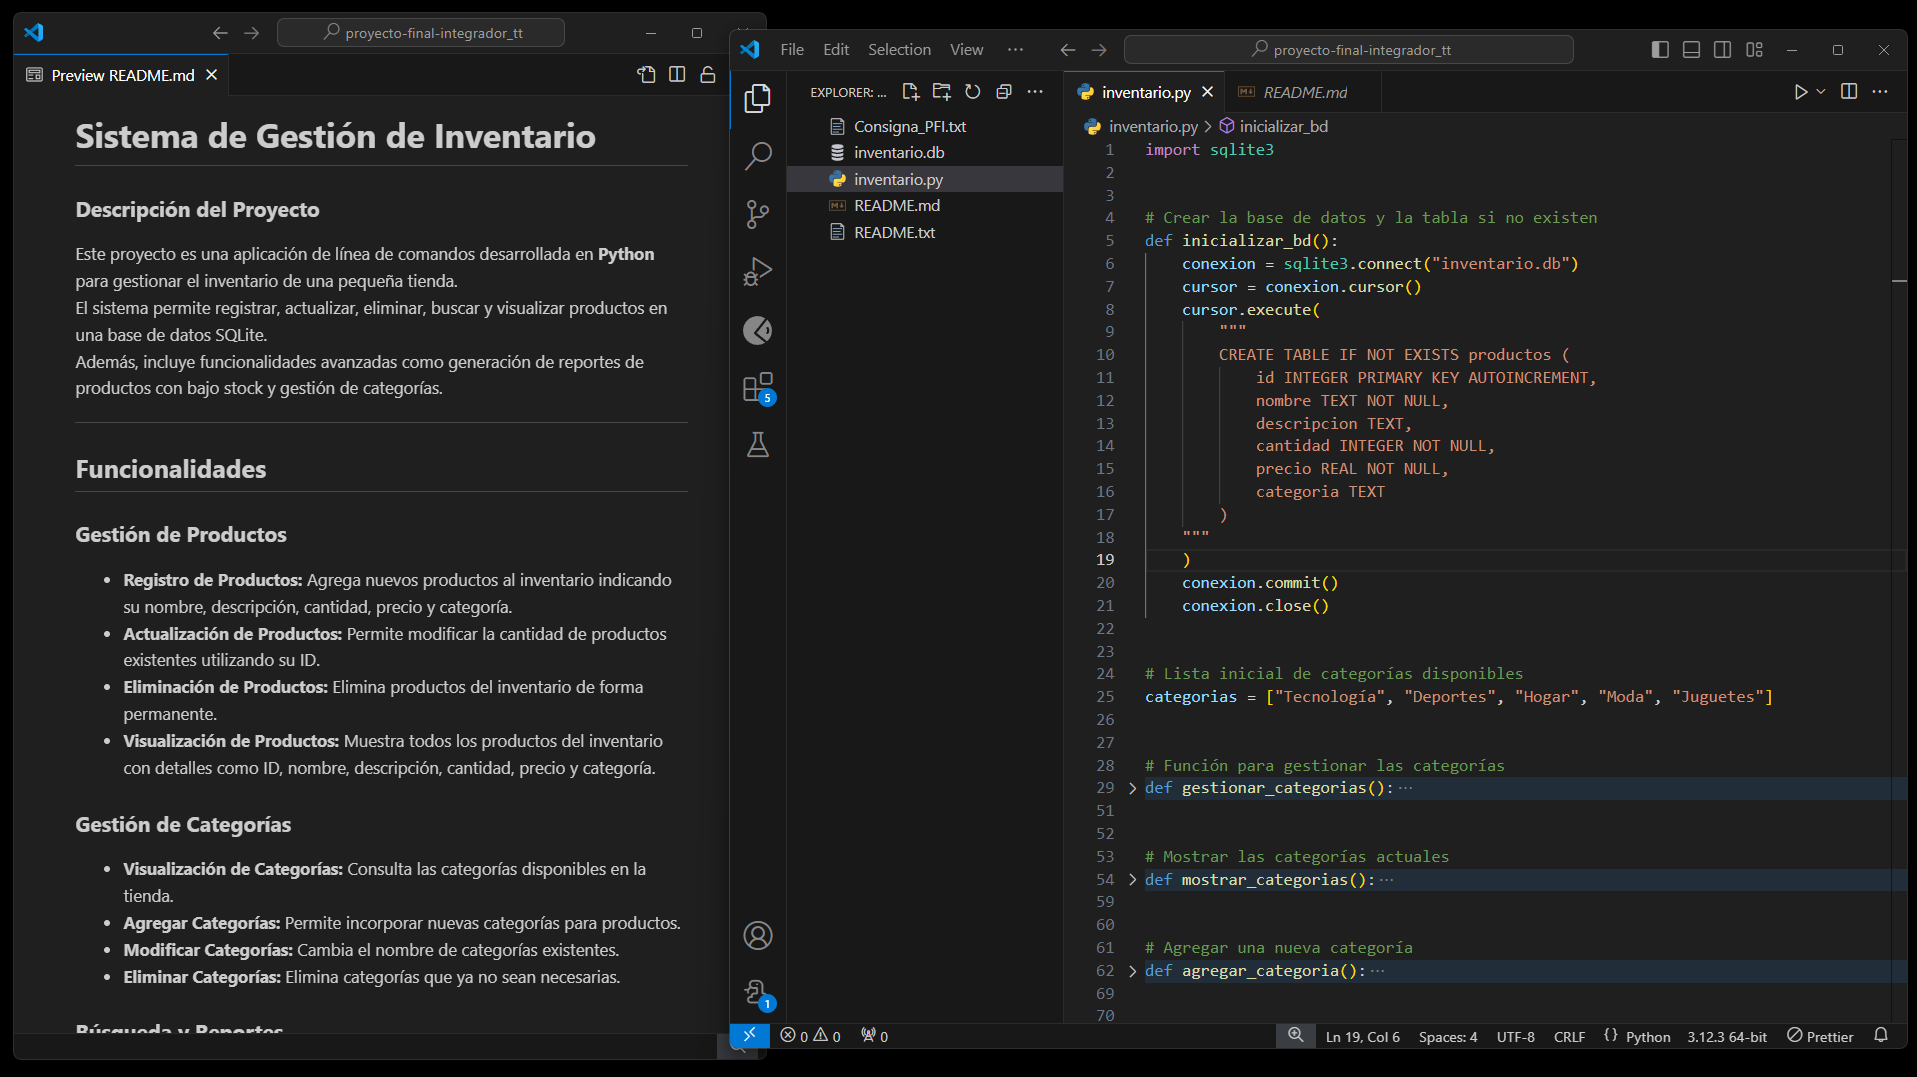 proyecto-final-integrador_tt
Preview README.md
Sistema de Gestión de Inventario
Descripción del Proyecto
Este proyecto es una aplicación de línea de comandos desarrollada en Python
para gestionar el inventario de una pequeña tienda.
El sistema permite registrar, actualizar, eliminar, buscar y visualizar productos en
una base de datos SQLite.
Además, incluye funcionalidades avanzadas como generación de reportes de
productos con bajo stock y gestión de categorías.
Funcionalidades
Gestión de Productos
• Registro de Productos: Agrega nuevos productos al inventario indicando
su nombre, descripción, cantidad, precio y categoría.
• Actualización de Productos: Permite modificar la cantidad de productos
existentes utilizando su ID.
• Eliminación de Productos: Elimina productos del inventario de forma
permanente.
• Visualización de Productos: Muestra todos los productos del inventario
con detalles como ID, nombre, descripción, cantidad, precio y categoría.
Gestión de Categorías
• Visualización de Categorías: Consulta las categorías disponibles en la
tienda.
• Agregar Categorías: Permite incorporar nuevas categorías para productos.
• Modificar Categorías: Cambia el nombre de categorías existentes.
• Eliminar Categorías: Elimina categorías que ya no sean necesarias.
Búsqueda y Reportes
File Edit Selection View ···
proyecto-final-integrador_tt
EXPLORER: ...
Consigna_PFI.txt
inventario.db
inventario.py
README.md
README.txt
5
1
inventario.py README.md
inventario.py > inicializar_bd
1 import sqlite3
2
3
4 # Crear la base de datos y la tabla si no existen
5 def inicializar_bd():
6 conexion = sqlite3.connect("inventario.db")
7 cursor = conexion.cursor()
8 cursor.execute(
9 """
10 CREATE TABLE IF NOT EXISTS productos (
11 id INTEGER PRIMARY KEY AUTOINCREMENT,
12 nombre TEXT NOT NULL,
13 descripcion TEXT,
14 cantidad INTEGER NOT NULL,
15 precio REAL NOT NULL,
16 categoria TEXT
17 )
18 """
19 )
20 conexion.commit()
21 conexion.close()
22
23
24 # Lista inicial de categorías disponibles
25 categorias = ["Tecnología", "Deportes", "Hogar", "Moda", "Juguetes"]
26
27
28 # Función para gestionar las categorías
29 def gestionar_categorias(): ···
51
52
53 # Mostrar las categorías actuales
54 def mostrar_categorias(): ···
59
60
61 # Agregar una nueva categoría
62 def agregar_categoria(): ···
69
70
0 0 0 Ln 19, Col 6 Spaces: 4 UTF-8 CRLF {} Python 3.12.3 64-bit Prettier